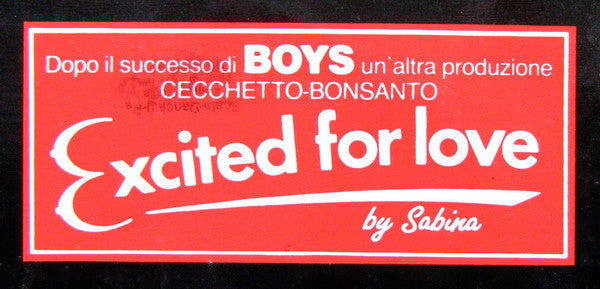 Dopo il successo di BOYS un'altra produzione
CECCHETTO-BONSANTO
Excited for love
by Sabina